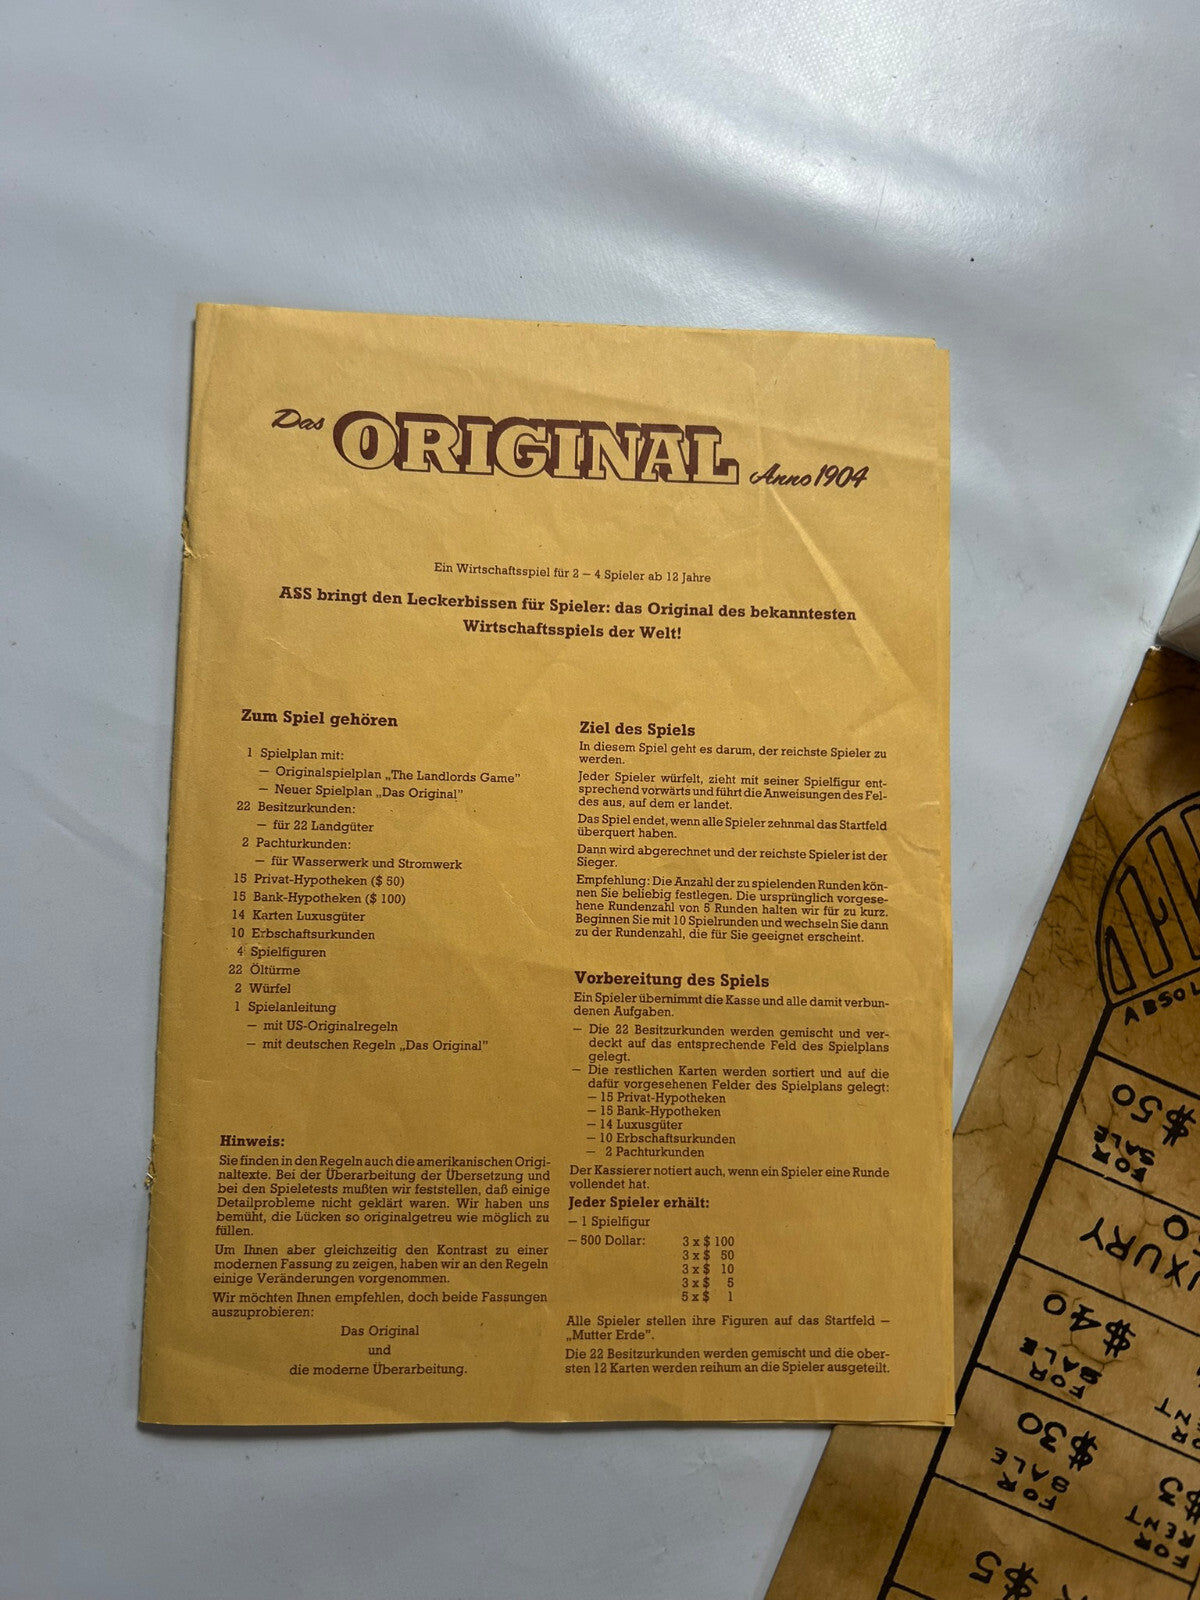 Das ORIGINAL Anno 1904
Ein Wirtschaftsspiel für 2 – 4 Spieler ab 12 Jahre
ASS bringt den Leckerbissen für Spieler: das Original des bekanntesten
Wirtschaftsspiels der Welt!
Zum Spiel gehören
1 Spielplan mit:
– Originalspielplan „The Landlords Game"
– Neuer Spielplan „Das Original"
22 Besitzurkunden:
– für 22 Landgüter
2 Pachturkunden:
– für Wasserwerk und Stromwerk
15 Privat-Hypotheken ($ 50)
15 Bank-Hypotheken ($ 100)
14 Karten Luxusgüter
10 Erbschaftsurkunden
4 Spielfiguren
22 Öltürme
2 Würfel
1 Spielanleitung
– mit US-Originalregeln
– mit deutschen Regeln „Das Original"
Hinweis:
Sie finden in den Regeln auch die amerikanischen Origi-
naltexte. Bei der Überarbeitung der Übersetzung und
bei den Spieletests mußten wir feststellen, daß einige
Detailprobleme nicht geklärt waren. Wir haben uns
bemüht, die Lücken so originalgetreu wie möglich zu
füllen.
Um Ihnen aber gleichzeitig den Kontrast zu einer
modernen Fassung zu zeigen, haben wir an den Regeln
einige Veränderungen vorgenommen.
Wir möchten Ihnen empfehlen, doch beide Fassungen
auszuprobieren:
Das Original
und
die moderne Überarbeitung.
Ziel des Spiels
In diesem Spiel geht es darum, der reichste Spieler zu
werden.
Jeder Spieler würfelt, zieht mit seiner Spielfigur ent-
sprechend vorwärts und führt die Anweisungen des Fel-
des aus, auf dem er landet.
Das Spiel endet, wenn alle Spieler zehnmal das Startfeld
überquert haben.
Dann wird abgerechnet und der reichste Spieler ist der
Sieger.
Empfehlung: Die Anzahl der zu spielenden Runden kön-
nen Sie beliebig festlegen. Die ursprünglich vorgese-
hene Rundenzahl von 5 Runden halten wir für zu kurz.
Beginnen Sie mit 10 Spielrunden und wechseln Sie dann
zu der Rundenzahl, die für Sie geeignet erscheint.
Vorbereitung des Spiels
Ein Spieler übernimmt die Kasse und alle damit verbun-
denen Aufgaben.
– Die 22 Besitzurkunden werden gemischt und ver-
deckt auf das entsprechende Feld des Spielplans
gelegt.
– Die restlichen Karten werden sortiert und auf die
dafür vorgesehenen Felder des Spielplans gelegt:
– 15 Privat-Hypotheken
– 15 Bank-Hypotheken
– 14 Luxusgüter
– 10 Erbschaftsurkunden
– 2 Pachturkunden
Der Kassierer notiert auch, wenn ein Spieler eine Runde
vollendet hat.
Jeder Spieler erhält:
– 1 Spielfigur
– 500 Dollar: 3 x $ 100
3 x $ 50
3 x $ 10
3 x $ 5
5 x $ 1
Alle Spieler stellen ihre Figuren auf das Startfeld –
„Mutter Erde".
Die 22 Besitzurkunden werden gemischt und die ober-
sten 12 Karten werden reihum an die Spieler ausgeteilt.
FOR
SALE
$50
$40
FOR
SALE
$30
FOR
SALE
FOR
RENT
$3
$5